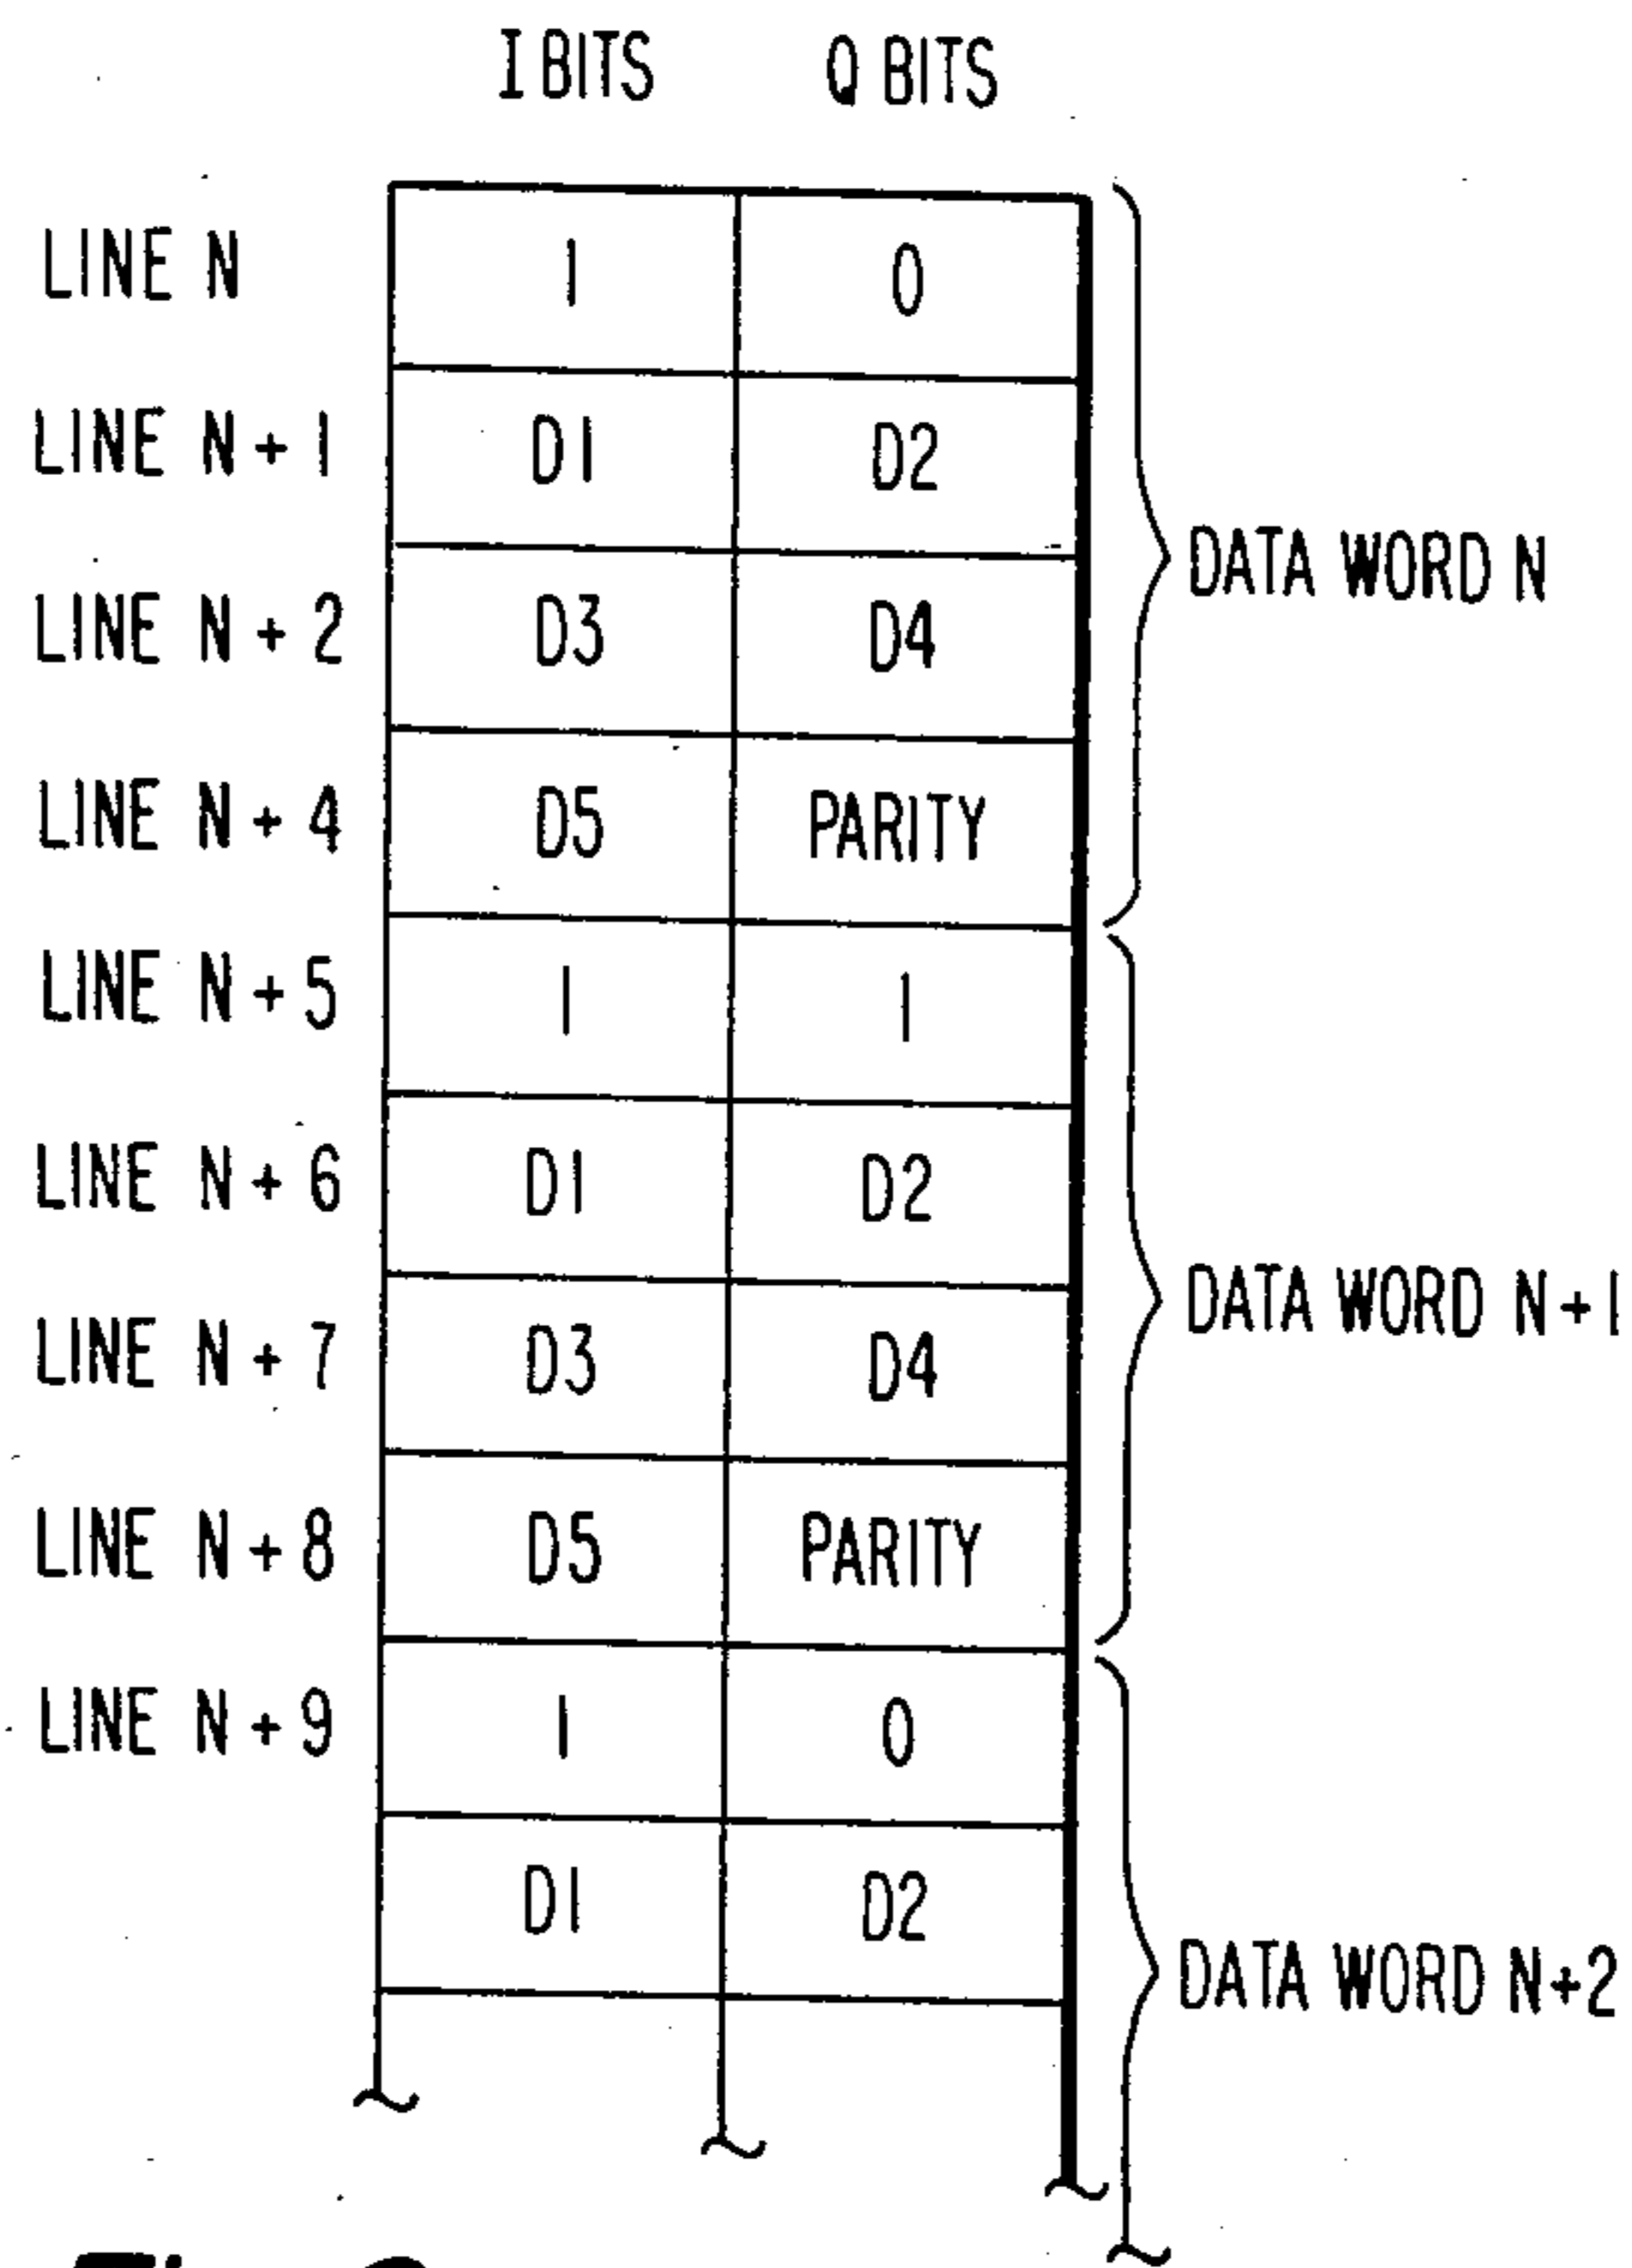 I BITS Q BITS
LINE N 1 0
LINE N + 1 D1 D2
DATA WORD N
LINE N + 2 D3 D4
LINE N + 4 D5 PARITY
LINE N + 5 1 1
LINE N + 6 D1 D2
DATA WORD N + 1
LINE N + 7 D3 D4
LINE N + 8 D5 PARITY
LINE N + 9 1 0
D1 D2
DATA WORD N+2